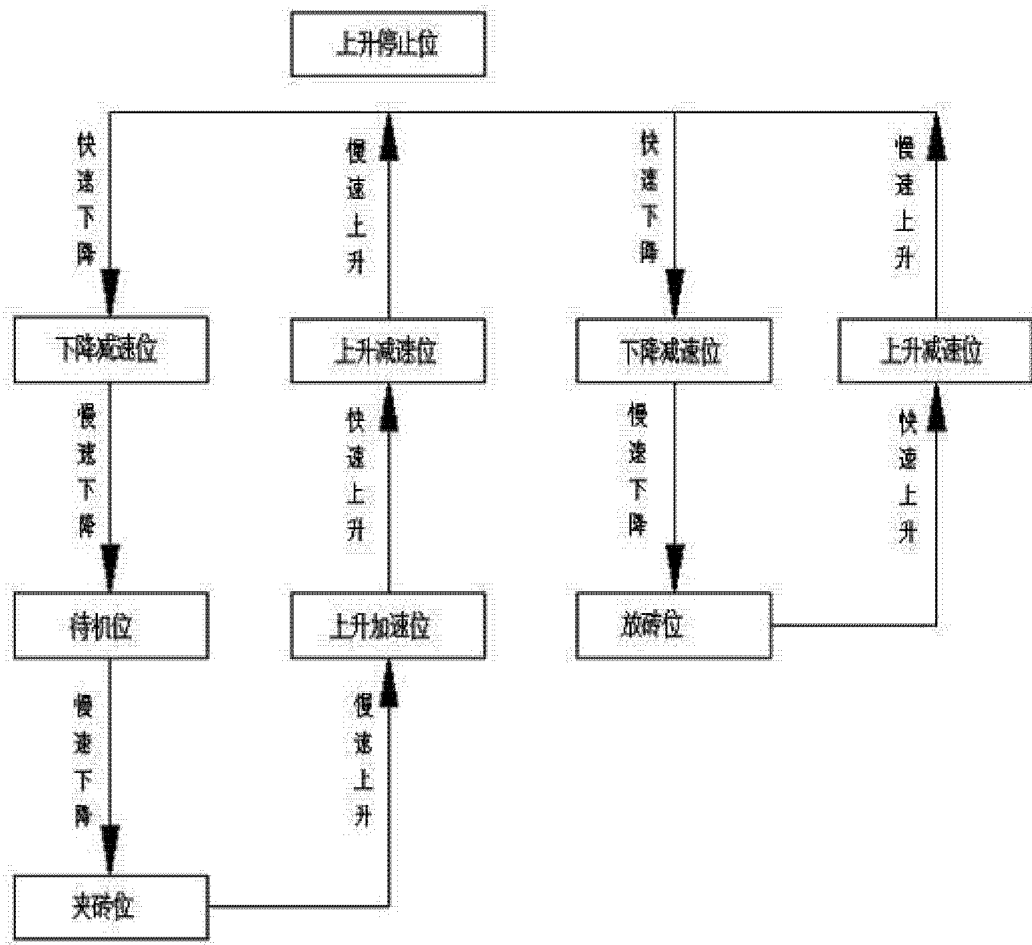 上升停止位
快速下降
慢速上升
快速下降
慢速上升
下降减速位
上升减速位
下降减速位
上升减速位
慢速下降
快速上升
慢速下降
快速上升
待机位
上升加速位
放砖位
慢速下降
慢速上升
夹砖位